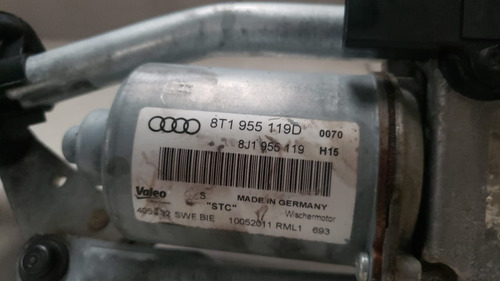 8T1 955 119D 0070
8J1 955 119 H15
Valeo S MADE IN GERMANY
"STC" Wischermotor
SWF BIE 10052011 RML1 693